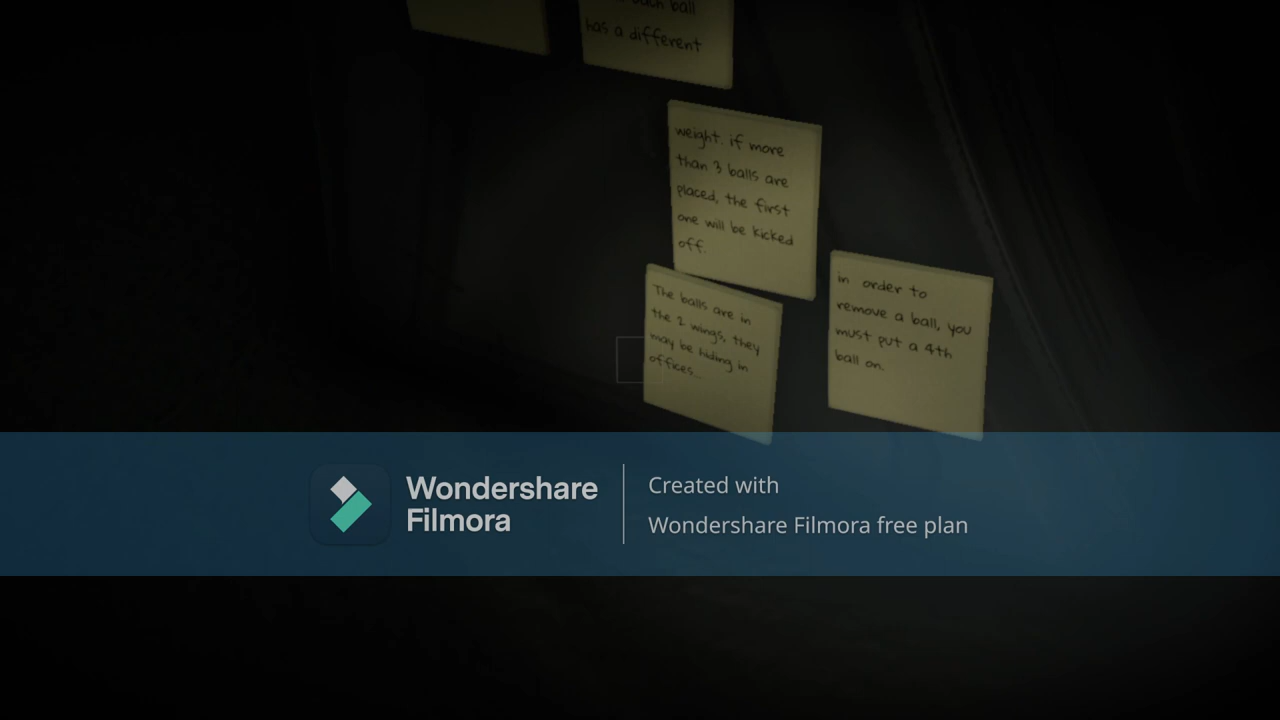 each ball
has a different
weight. if more
than 3 balls are
placed, the first
one will be kicked
off.
The balls are in
the 2 wings, they
may be hiding in
offices...
in order to
remove a ball, you
must put a 4th
ball on.
Wondershare
Filmora
Created with
Wondershare Filmora free plan